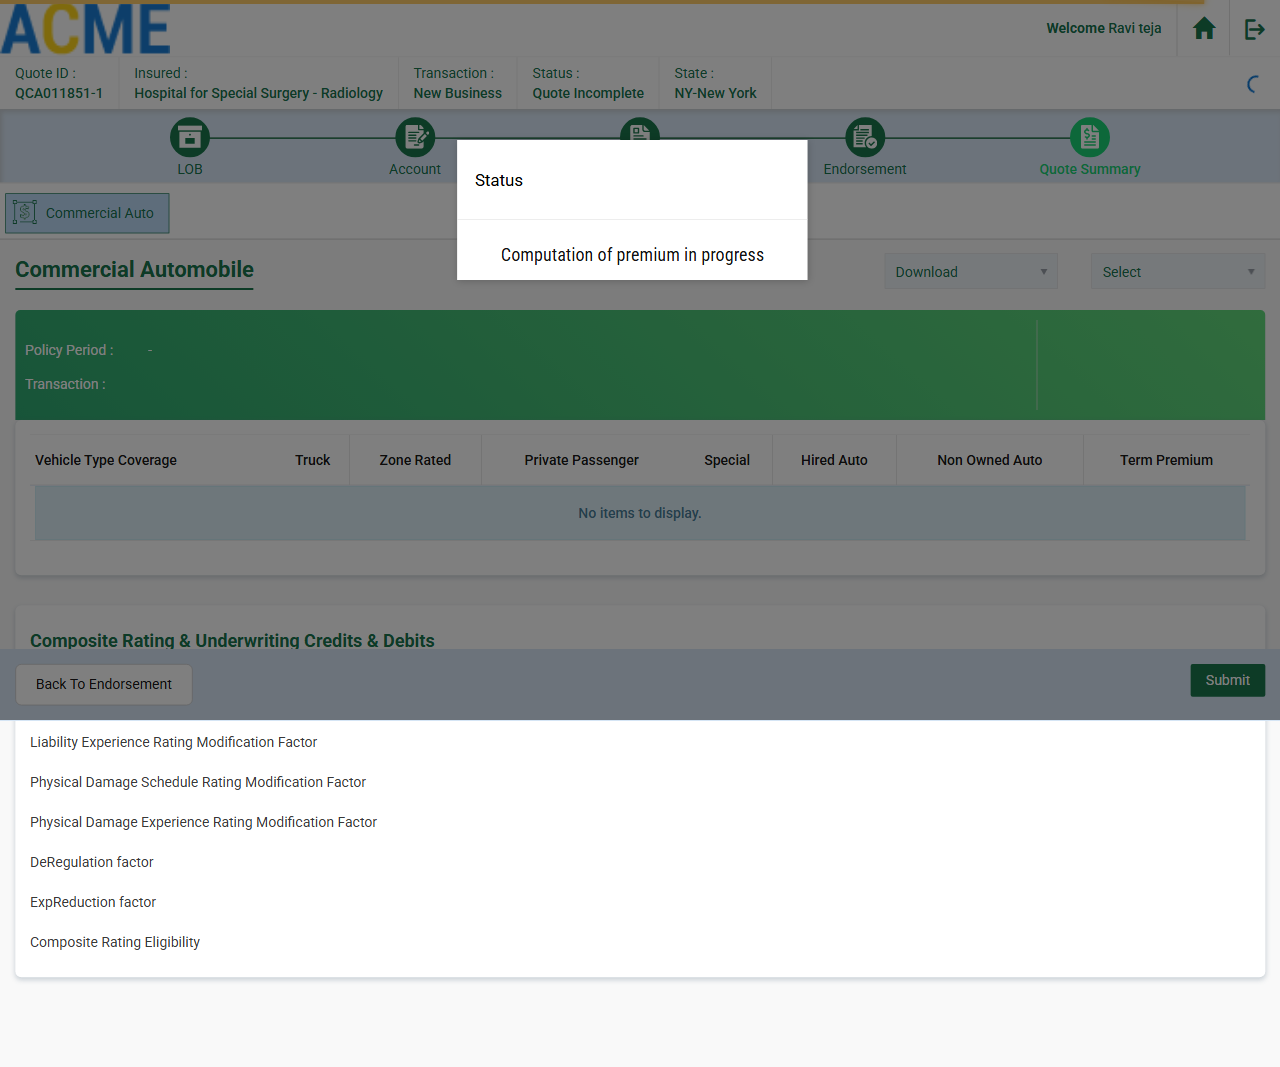 ACME
Welcome Ravi teja
Quote ID :
QCA011851-1
Insured :
Hospital for Special Surgery - Radiology
Transaction :
New Business
Status :
Quote Incomplete
State :
NY-New York
LOB
Account
Endorsement
Quote Summary
Status
Computation of premium in progress
Commercial Auto
Commercial Automobile
Download
Select
Policy Period : -
Transaction :
Vehicle Type Coverage Truck Zone Rated Private Passenger Special Hired Auto Non Owned Auto Term Premium
No items to display.
Composite Rating & Underwriting Credits & Debits
Back To Endorsement
Submit
Liability Experience Rating Modification Factor
Physical Damage Schedule Rating Modification Factor
Physical Damage Experience Rating Modification Factor
DeRegulation factor
ExpReduction factor
Composite Rating Eligibility